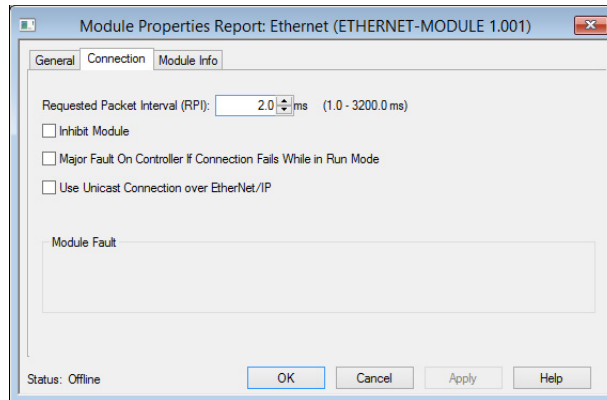 Module Properties Report: Ethernet (ETHERNET-MODULE 1.001)
General Connection Module Info
Requested Packet Interval (RPI): 2.0 ms (1.0 - 3200.0 ms)
Inhibit Module
Major Fault On Controller If Connection Fails While in Run Mode
Use Unicast Connection over EtherNet/IP
Module Fault
Status: Offline OK Cancel Apply Help